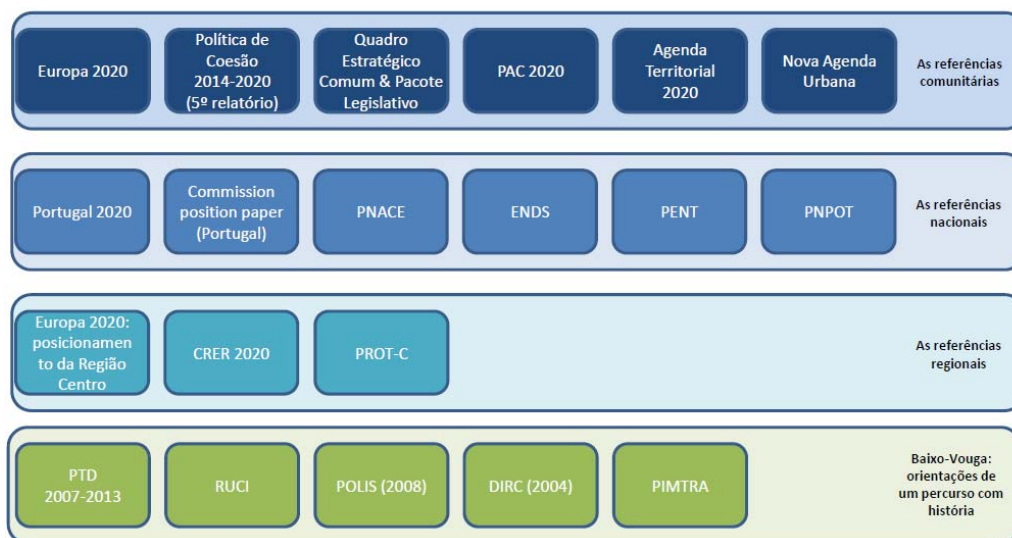 Europa 2020
Política de
Coesão
2014-2020
(5º relatório)
Quadro
Estratégico
Comum & Pacote
Legislativo
PAC 2020
Agenda
Territorial
2020
Nova Agenda
Urbana
As referências
comunitárias
Portugal 2020
Commission
position paper
(Portugal)
PNACE
ENDS
PENT
PNPOT
As referências
nacionais
Europa 2020:
posicionamen
to da Região
Centro
CRER 2020
PROT-C
As referências
regionais
PTD
2007-2013
RUCI
POLIS (2008)
DIRC (2004)
PIMTRA
Baixo-Vouga:
orientações de
um percurso com
história